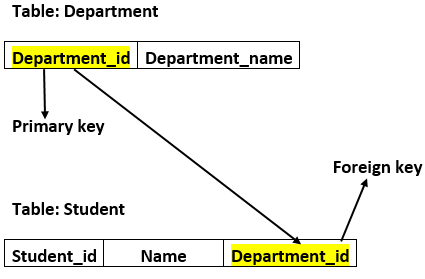 Table: Department
Department_id Department_name
Primary key
Foreign key
Table: Student
Student_id Name Department_id